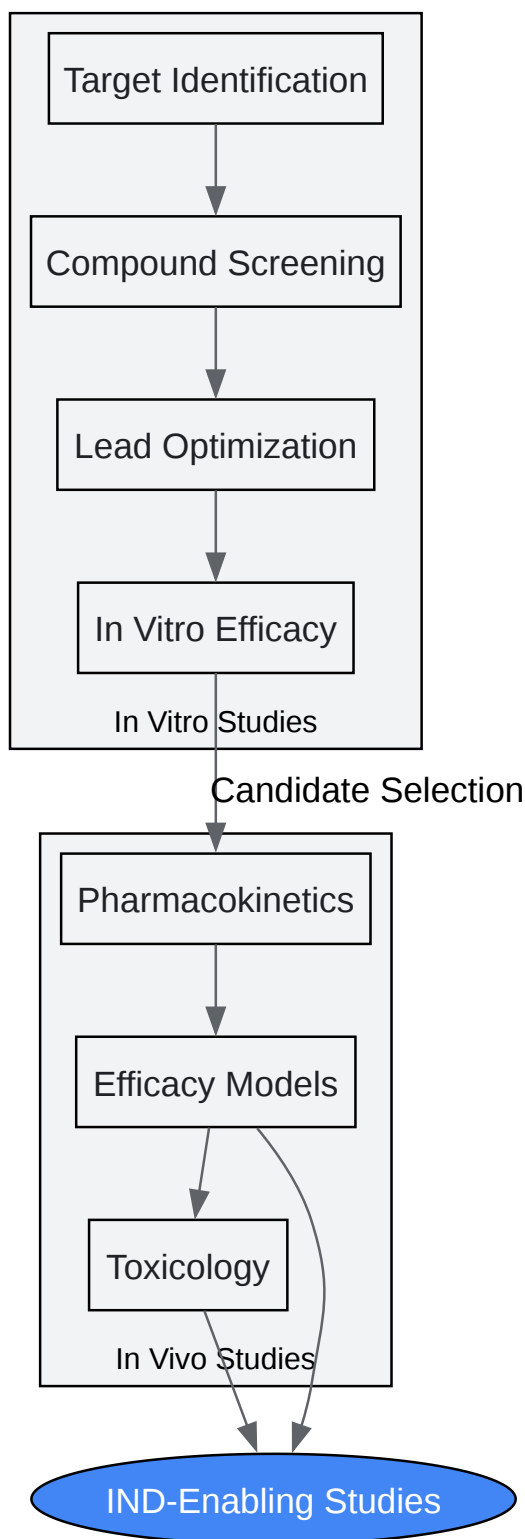 Target Identification
Compound Screening
Lead Optimization
In Vitro Efficacy
In Vitro Studies
Candidate Selection
Pharmacokinetics
Efficacy Models
Toxicology
In Vivo Studies
IND-Enabling Studies